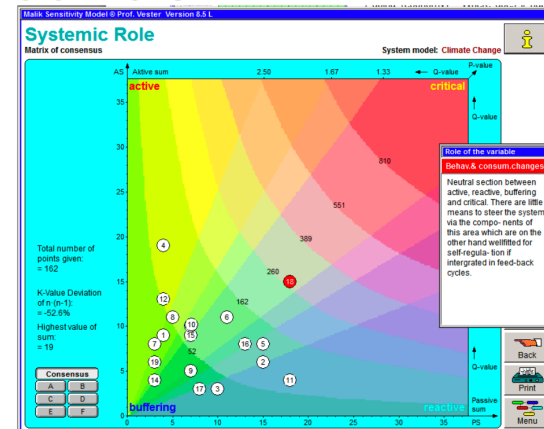 Malik Sensitivity Model ® Prof. Vester Version 8.5 L
Systemic Role
Matrix of consensus
System model: Climate Change
AS
Aktive sum
2.50
1.67
1.33
← Q-value
P-value
active
critical
Q-value
35
30
25
20
15
10
5
0
810
551
389
260
162
52
4
18
12
8
10
6
1
15
7
16
5
19
2
9
14
11
17
3
Total number of
points given:
= 162
K-Value Deviation
of n·(n-1):
= -52.6%
Highest value of
sum:
= 19
Consensus
A B
C D
E F
buffering
reactive
0 5 10 15 20 25 30 35 PS
Q-value
Passive
sum
Role of the variable
Behav.& consum.changes
Neutral section between
active, reactive, buffering
and critical. There are little
means to steer the system
via the compo- nents of
this area which are on the
other hand wellfitted for
self-regula- tion if
intergrated in feed-back
cycles.
Back
Print
Menu